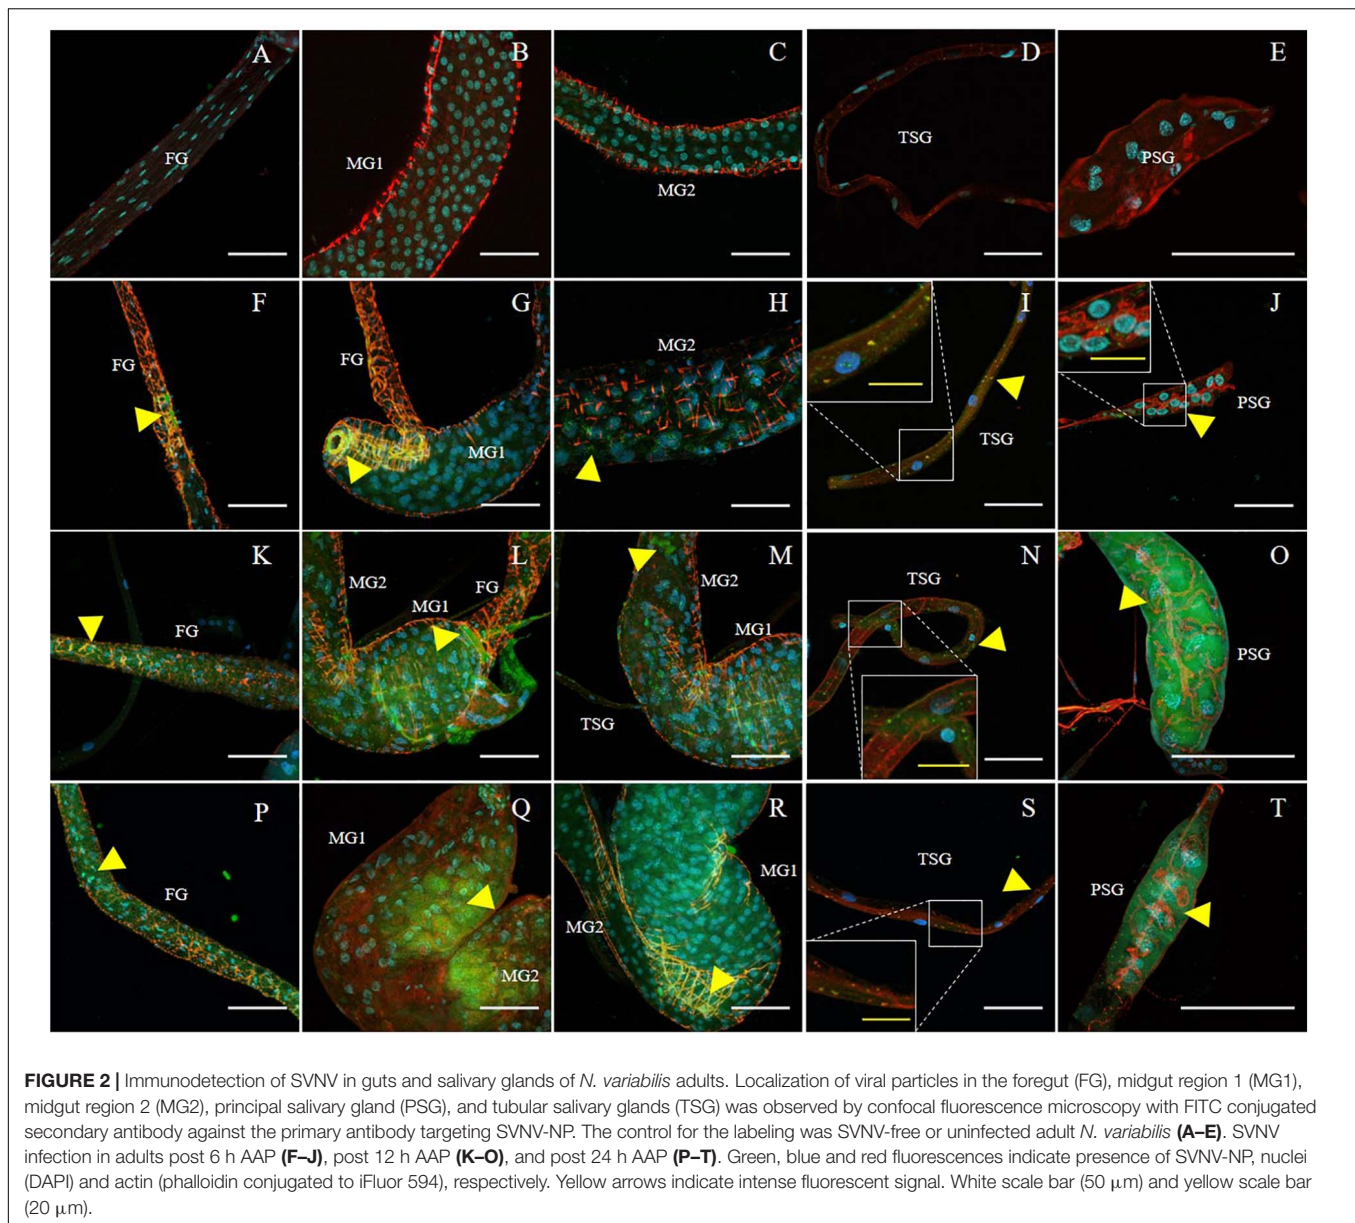 A
FG
B
MG1
C
MG2
D
TSG
E
PSG
F
FG
G
FG
MG1
H
MG2
I
TSG
J
PSG
K
FG
L
MG2
FG
MG1
M
MG2
MG1
TSG
N
TSG
O
PSG
P
FG
Q
MG1
MG2
R
MG1
MG2
S
TSG
T
PSG
FIGURE 2 | Immunodetection of SVNV in guts and salivary glands of N. variabilis adults. Localization of viral particles in the foregut (FG), midgut region 1 (MG1),
midgut region 2 (MG2), principal salivary gland (PSG), and tubular salivary glands (TSG) was observed by confocal fluorescence microscopy with FITC conjugated
secondary antibody against the primary antibody targeting SVNV-NP. The control for the labeling was SVNV-free or uninfected adult N. variabilis (A–E). SVNV
infection in adults post 6 h AAP (F–J), post 12 h AAP (K–O), and post 24 h AAP (P–T). Green, blue and red fluorescences indicate presence of SVNV-NP, nuclei
(DAPI) and actin (phalloidin conjugated to iFluor 594), respectively. Yellow arrows indicate intense fluorescent signal. White scale bar (50 μm) and yellow scale bar
(20 μm).